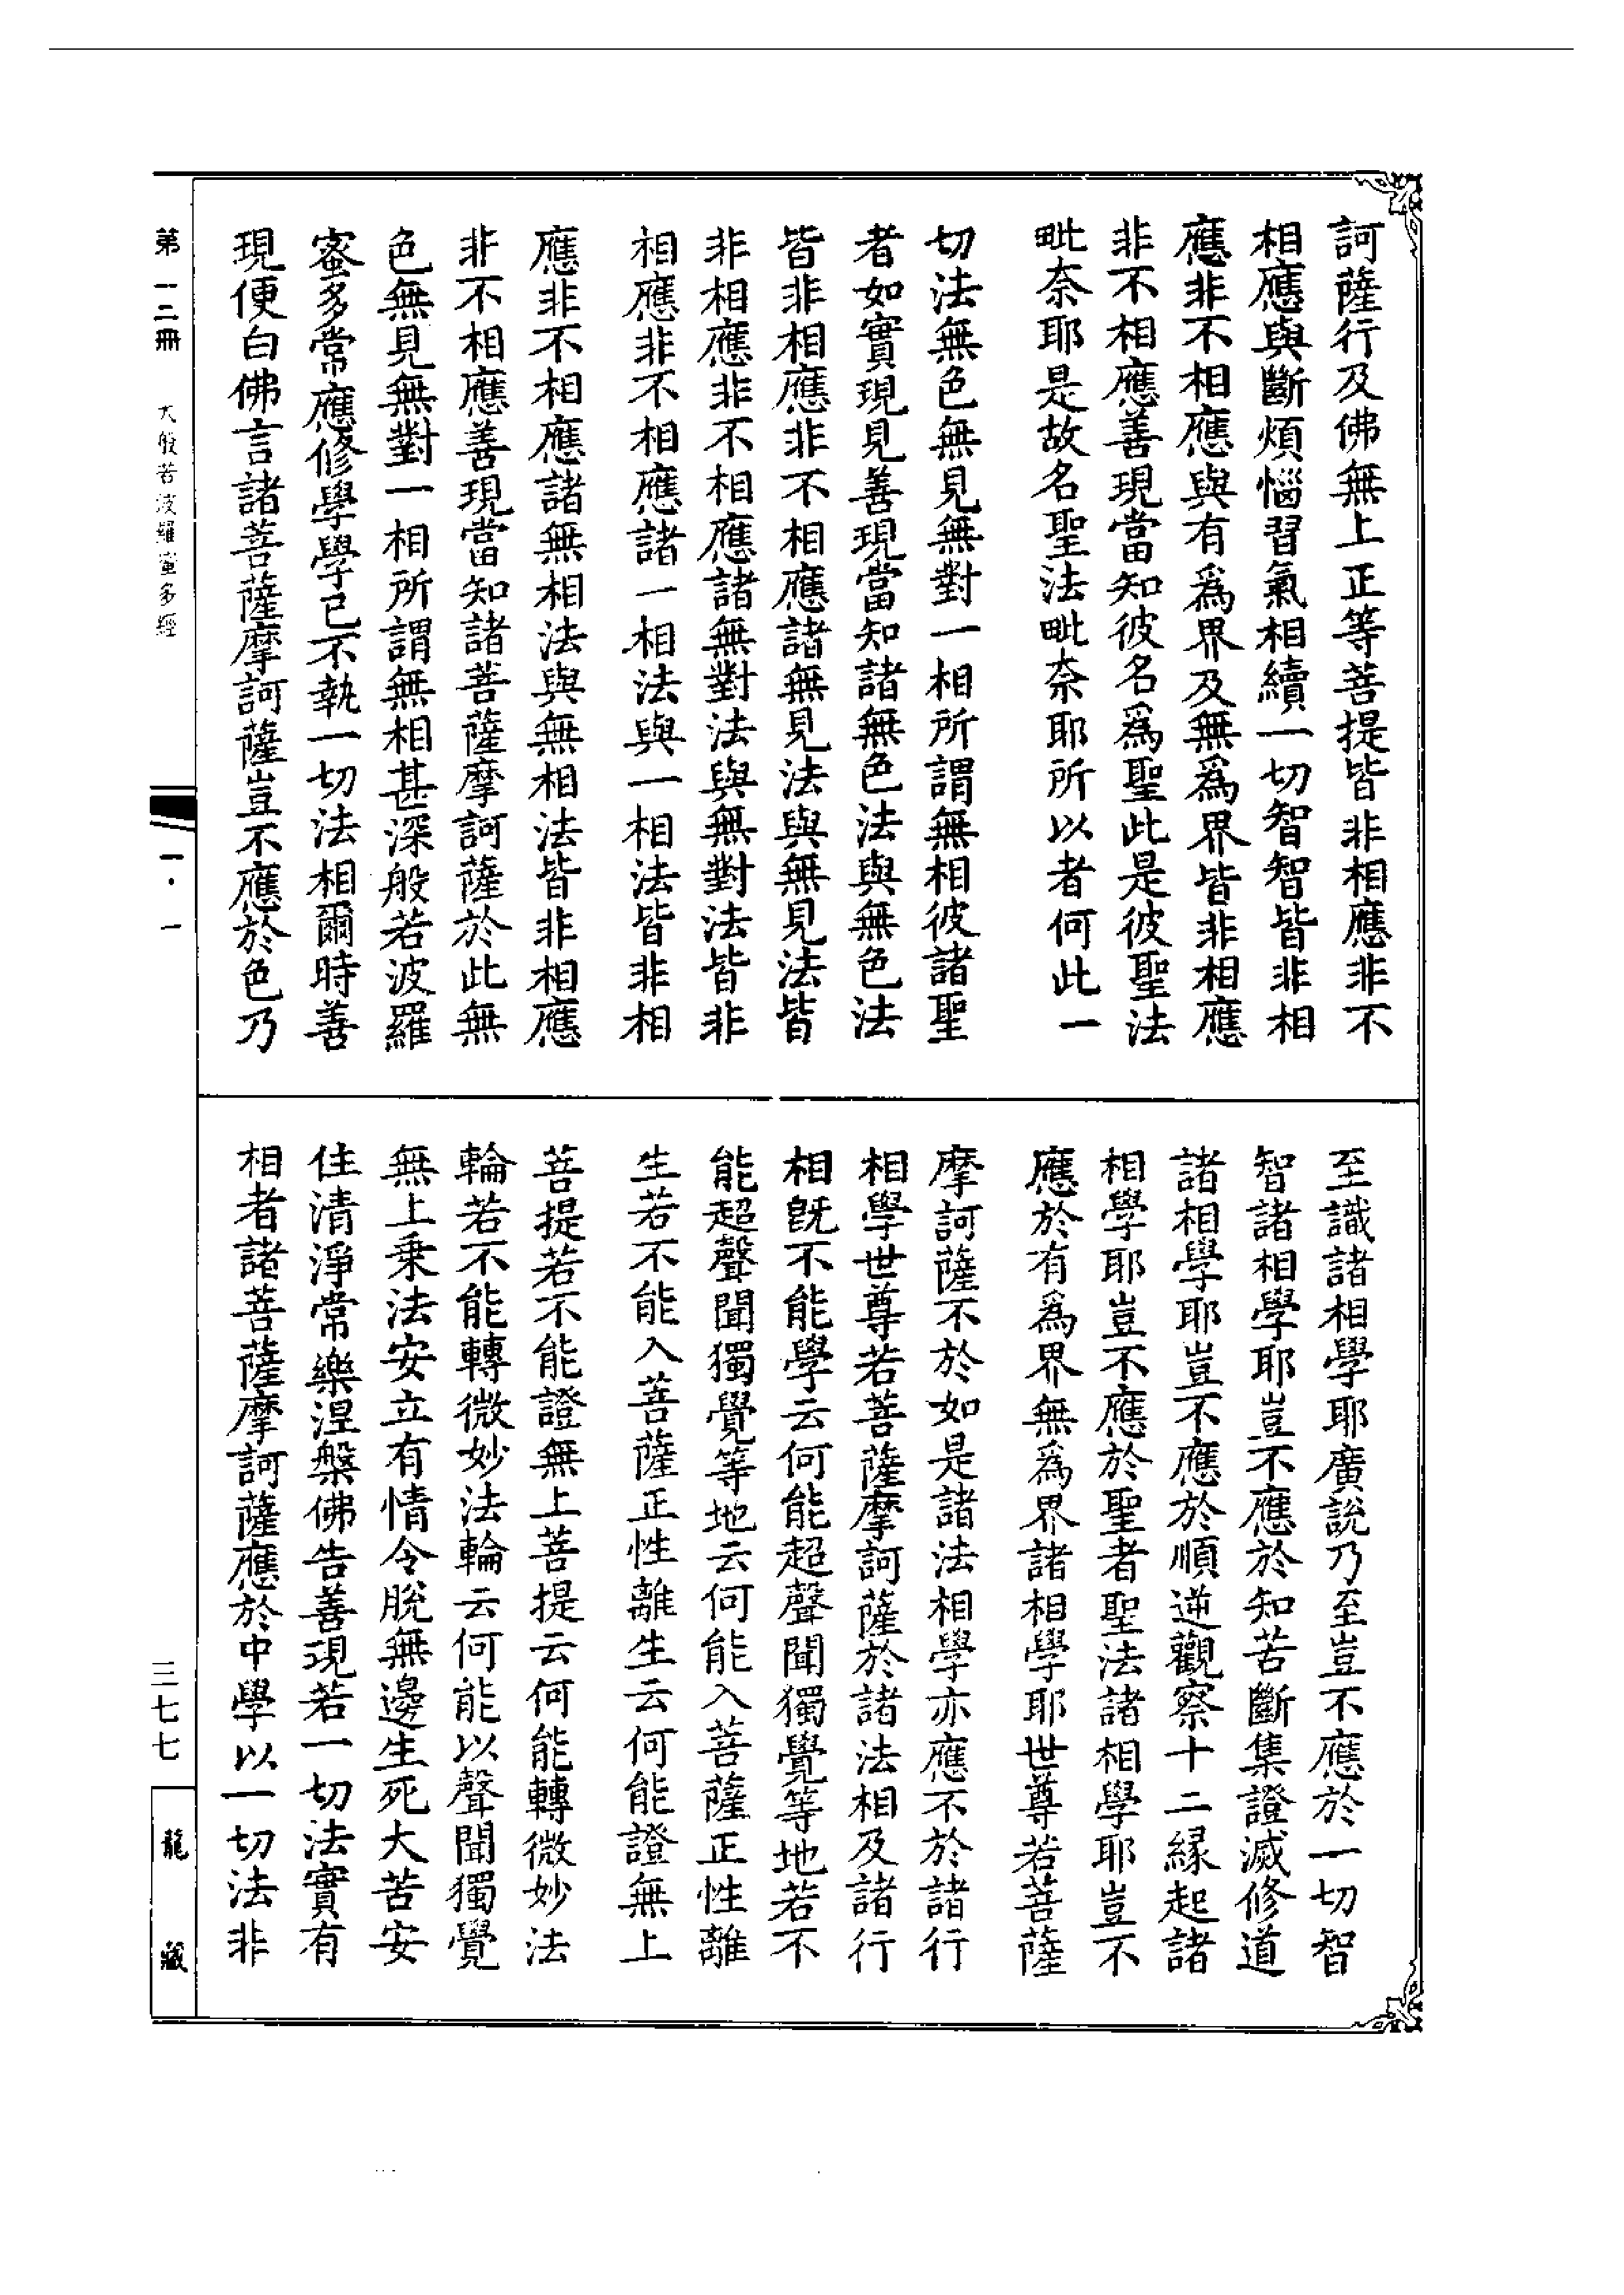 訶薩行及佛無上正等菩提皆非相應非不
相應與斷煩惱習氣相續一切智智皆非相
應非不相應與有爲界及無爲界皆非相應
非不相應善現當知彼名爲聖此是彼聖法
毗奈耶是故名聖法毗奈耶所以者何此一
切法無色無見無對一相所謂無相彼諸聖
者如實現見善現當知諸無色法與無色法
皆非相應非不相應諸無見法與無見法皆
非相應非不相應諸無對法與無對法皆非
相應非不相應諸一相法與一相法皆非相
應非不相應諸無相法與無相法皆非相應
非不相應善現當知諸菩薩摩訶薩於此無
色無見無對一相所謂無相甚深般若波羅
蜜多常應修學學已不執一切法相爾時善
現便白佛言諸菩薩摩訶薩豈不應於色乃
至識諸相學耶廣說乃至豈不應於一切智
智諸相學耶豈不應於知苦斷集證滅修道
諸相學耶豈不應於順逆觀察十二緣起諸
相學耶豈不應於聖者聖法諸相學耶豈不
應於有爲界無爲界諸相學耶世尊若菩薩
摩訶薩不於如是諸法相學亦應不於諸行
相學世尊若菩薩摩訶薩於諸法相及諸行
相旣不能學云何能超聲聞獨覺等地若不
能超聲聞獨覺等地云何能入菩薩正性離
生若不能入菩薩正性離生云何能證無上
菩提若不能證無上菩提云何能轉微妙法
輪若不能轉微妙法輪云何能以聲聞獨覺
無上乗法安立有情令脫無邊生死大苦安
住清淨常樂涅槃佛告善現若一切法實有
相者諸菩薩摩訶薩應於中學以一切法非
第一二冊 大般若波羅蜜多經
一·一
三七七
龍藏